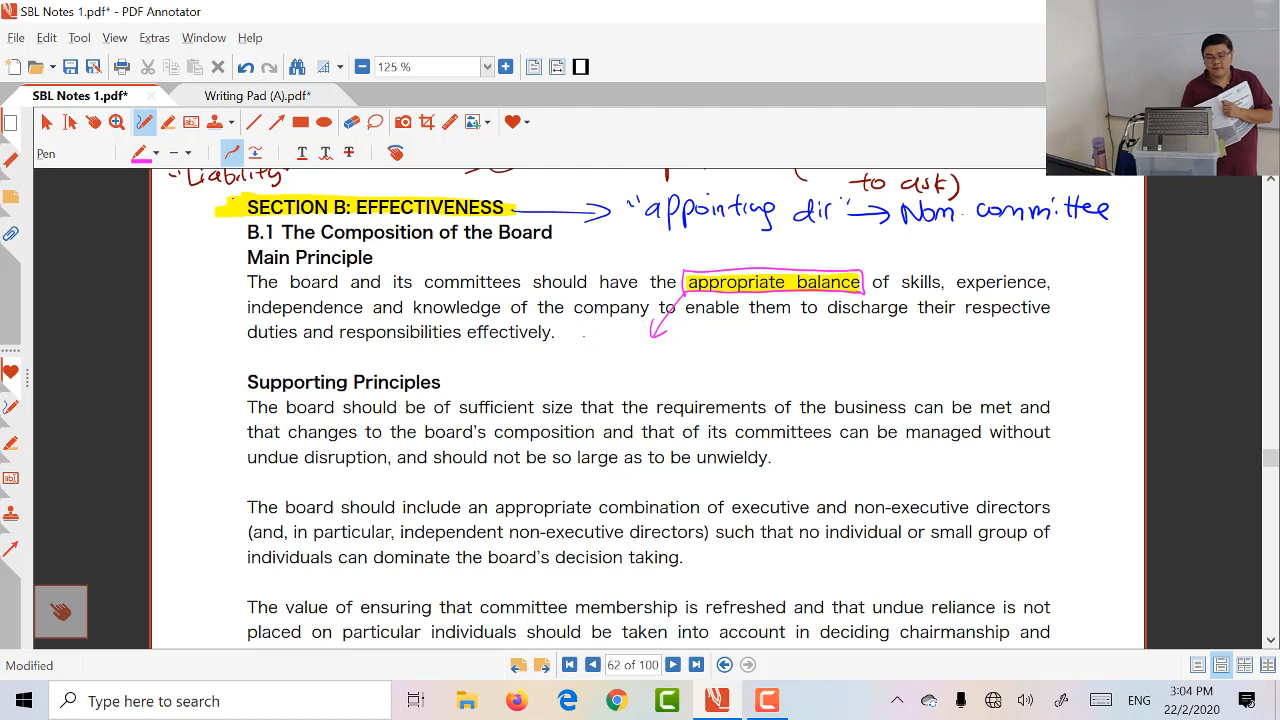 SBL Notes 1.pdf* - PDF Annotator
File Edit Tool View Extras Window Help
125 %
SBL Notes 1.pdf* Writing Pad (A).pdf*
Pen
"Liability"
to ask)
SECTION B: EFFECTIVENESS "appointing dir" Nom. committee
B.1 The Composition of the Board
Main Principle
The board and its committees should have the appropriate balance of skills, experience,
independence and knowledge of the company to enable them to discharge their respective
duties and responsibilities effectively.
Supporting Principles
The board should be of sufficient size that the requirements of the business can be met and
that changes to the board's composition and that of its committees can be managed without
undue disruption, and should not be so large as to be unwieldy.
The board should include an appropriate combination of executive and non-executive directors
(and, in particular, independent non-executive directors) such that no individual or small group of
individuals can dominate the board's decision taking.
The value of ensuring that committee membership is refreshed and that undue reliance is not
placed on particular individuals should be taken into account in deciding chairmanship and
Modified 62 of 100
Type here to search ENG 3:04 PM
22/2/2020